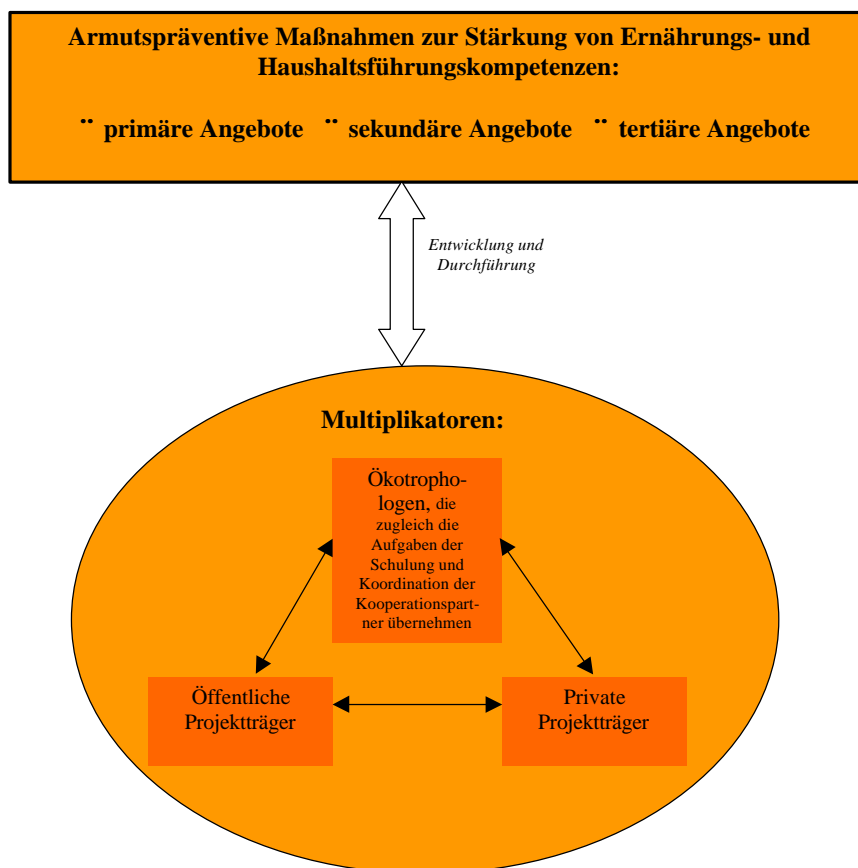 Armutspräventive Maßnahmen zur Stärkung von Ernährungs- und
Haushaltsführungskompetenzen:
¨ primäre Angebote ¨ sekundäre Angebote ¨ tertiäre Angebote
Entwicklung und
Durchführung
Multiplikatoren:
Ökotropho-
logen, die
zugleich die
Aufgaben der
Schulung und
Koordination der
Kooperationspart-
ner übernehmen
Öffentliche
Projektträger
Private
Projektträger